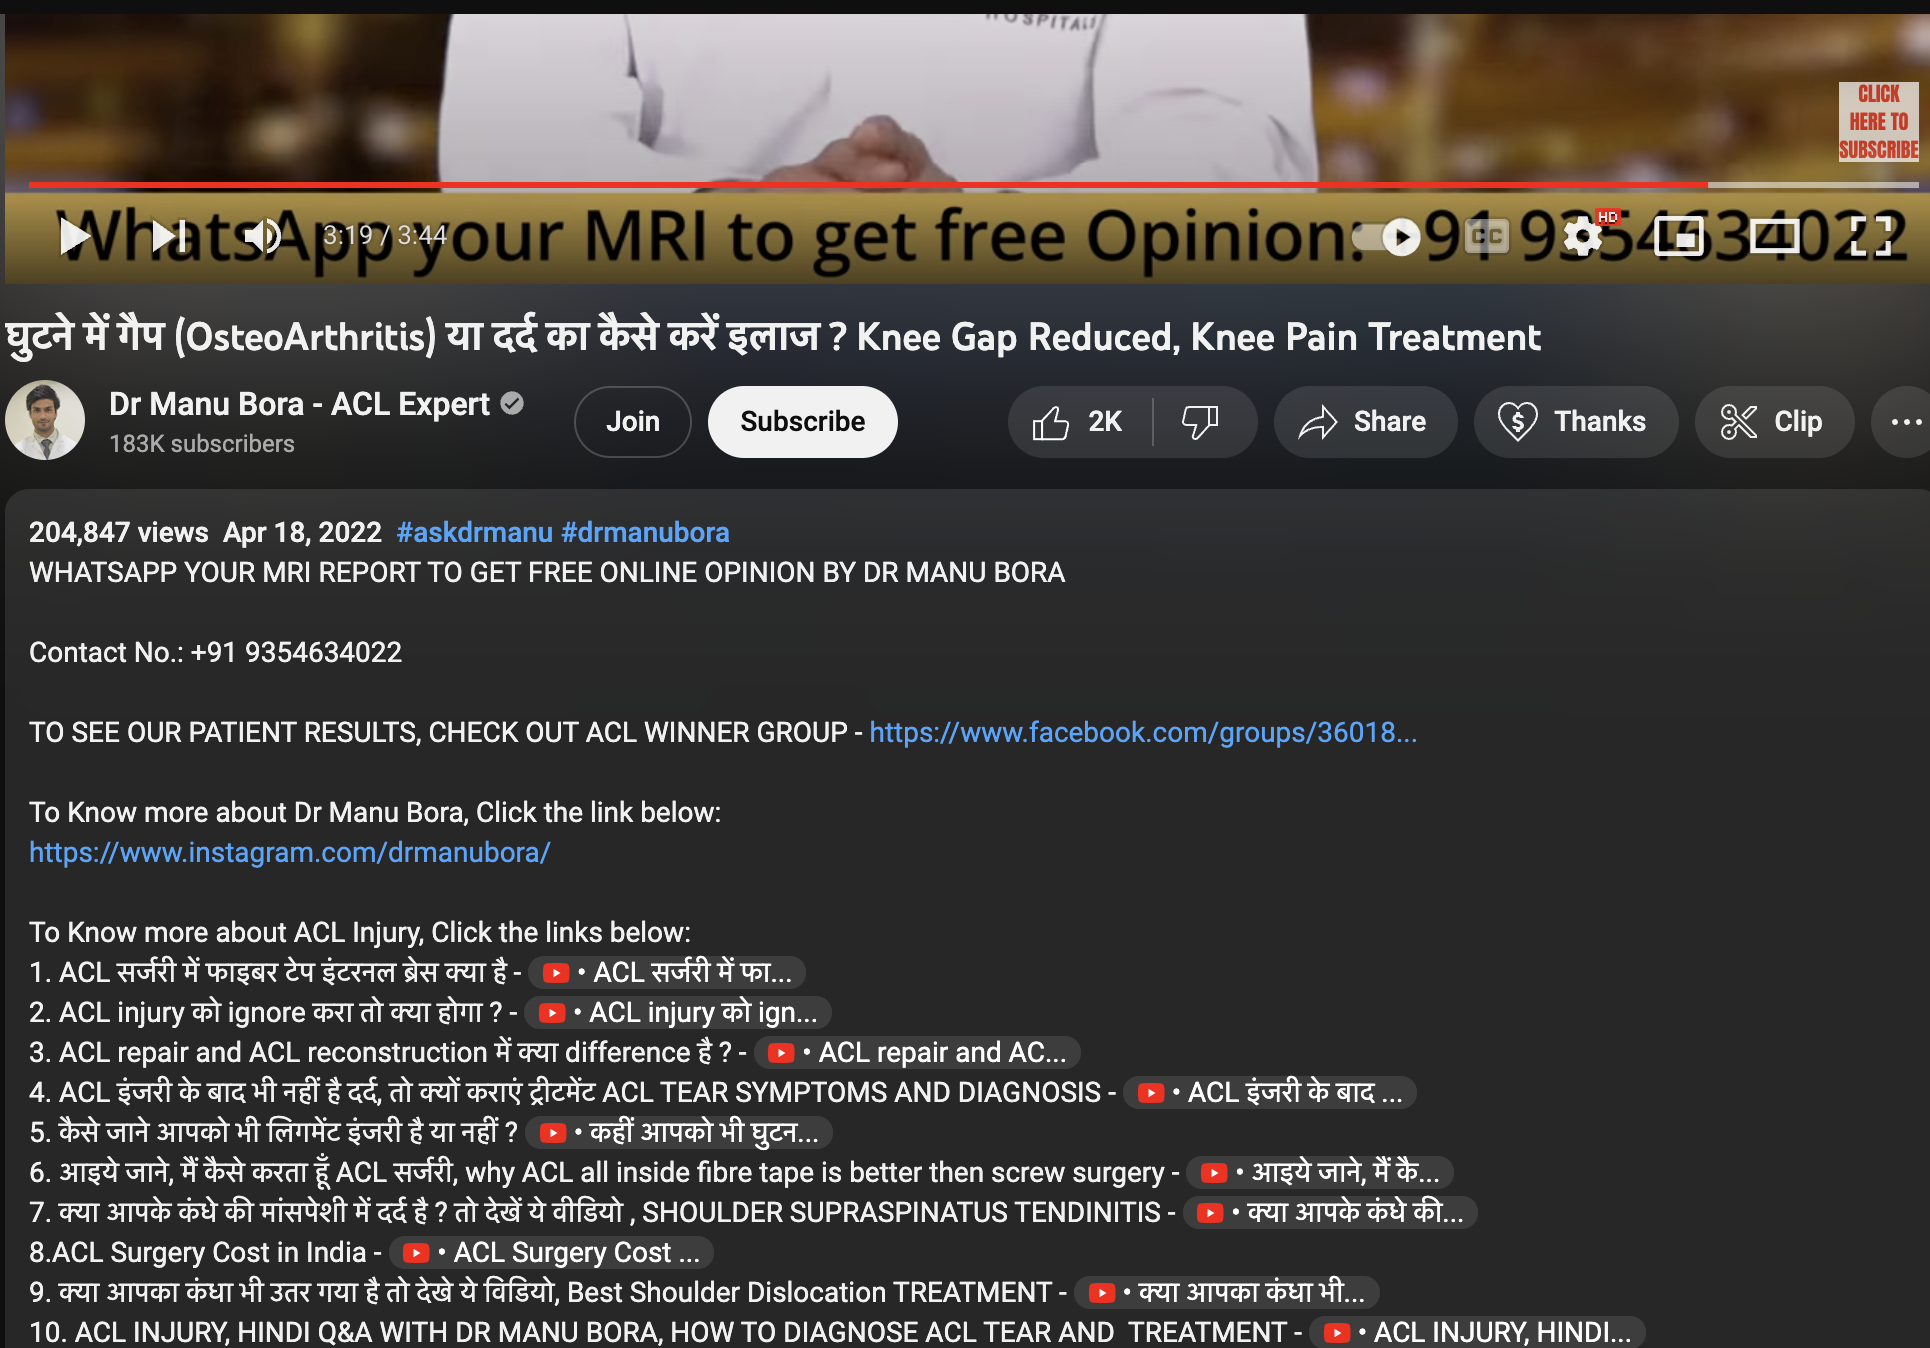 HOSPITALS
CLICK
HERE TO
SUBSCRIBE
WhatsApp your MRI to get free Opinion: +91 9354634022
3:19 / 3:44
CC
HD
घुटने में गैप (OsteoArthritis) या दर्द का कैसे करें इलाज ? Knee Gap Reduced, Knee Pain Treatment
Dr Manu Bora - ACL Expert
183K subscribers
Join
Subscribe
2K
Share
Thanks
Clip
...
204,847 views Apr 18, 2022 #askdrmanu #drmanubora
WHATSAPP YOUR MRI REPORT TO GET FREE ONLINE OPINION BY DR MANU BORA
Contact No.: +91 9354634022
TO SEE OUR PATIENT RESULTS, CHECK OUT ACL WINNER GROUP - https://www.facebook.com/groups/36018...
To Know more about Dr Manu Bora, Click the link below:
https://www.instagram.com/drmanubora/
To Know more about ACL Injury, Click the links below:
1. ACL सर्जरी में फाइबर टेप इंटरनल ब्रेस क्या है - • ACL सर्जरी में फा...
2. ACL injury को ignore करा तो क्या होगा ? - • ACL injury को ign...
3. ACL repair and ACL reconstruction में क्या difference है ? - • ACL repair and AC...
4. ACL इंजरी के बाद भी नहीं है दर्द, तो क्यों कराएं ट्रीटमेंट ACL TEAR SYMPTOMS AND DIAGNOSIS - • ACL इंजरी के बाद ...
5. कैसे जाने आपको भी लिगमेंट इंजरी है या नहीं ? • कहीं आपको भी घुटन...
6. आइये जाने, मैं कैसे करता हूँ ACL सर्जरी, why ACL all inside fibre tape is better then screw surgery - • आइये जाने, मैं कै...
7. क्या आपके कंधे की मांसपेशी में दर्द है ? तो देखें ये वीडियो , SHOULDER SUPRASPINATUS TENDINITIS - • क्या आपके कंधे की...
8.ACL Surgery Cost in India - • ACL Surgery Cost ...
9. क्या आपका कंधा भी उतर गया है तो देखे ये विडियो, Best Shoulder Dislocation TREATMENT - • क्या आपका कंधा भी...
10. ACL INJURY, HINDI Q&A WITH DR MANU BORA, HOW TO DIAGNOSE ACL TEAR AND TREATMENT - • ACL INJURY, HINDI...